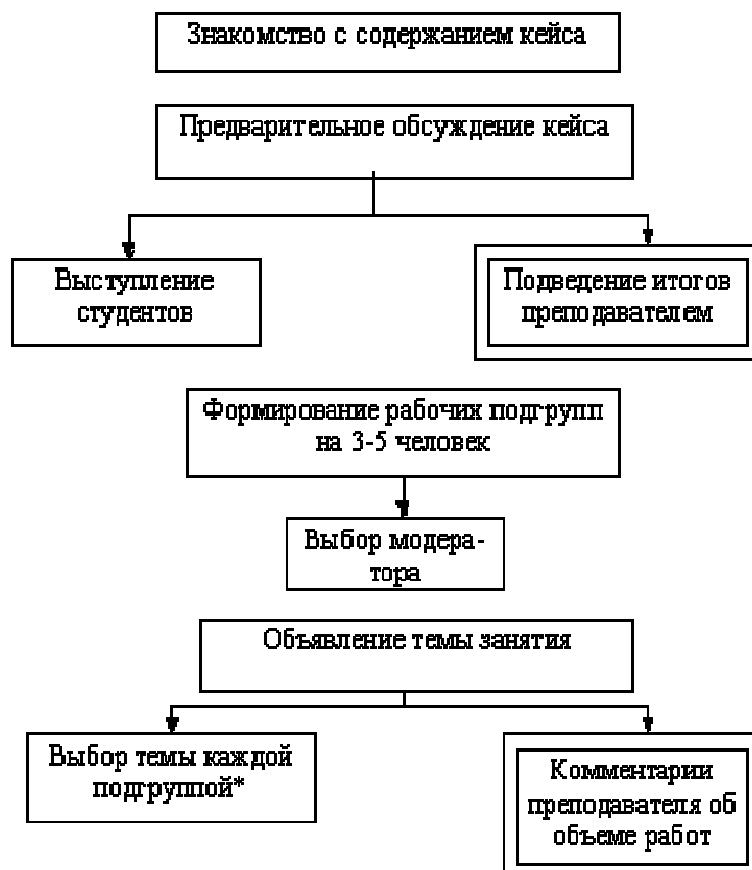 Знакомство с содержанием кейса
Предварительное обсуждение кейса
Выступление
студентов
Подведение итогов
преподавателем
Формирование рабочих подгрупп
на 3-5 человек
Выбор модера-
тора
Объявление темы занятия
Выбор темы каждой
подгруппой*
Комментарии
преподавателя об
объеме работ